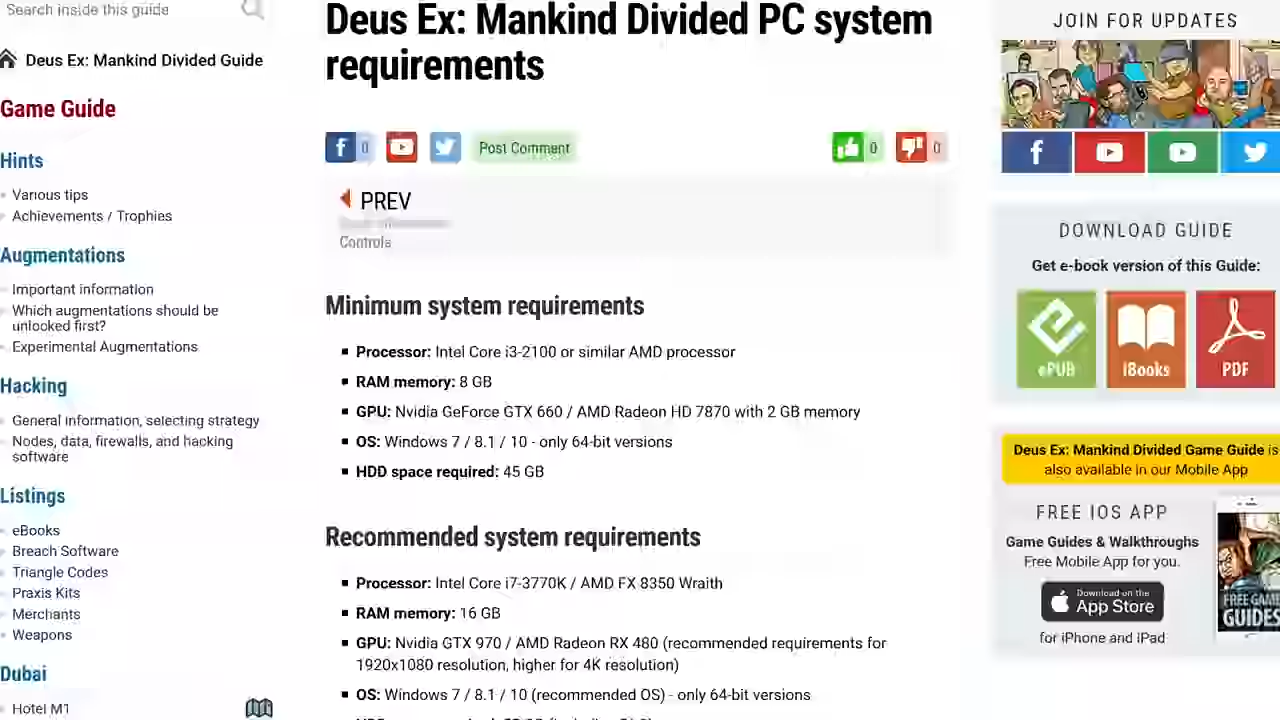 Search inside this guide
Deus Ex: Mankind Divided Guide
Game Guide
Hints
Various tips
Achievements / Trophies
Augmentations
Important information
Which augmentations should be
unlocked first?
Experimental Augmentations
Hacking
General information, selecting strategy
Nodes, data, firewalls, and hacking
software
Listings
eBooks
Breach Software
Triangle Codes
Praxis Kits
Merchants
Weapons
Dubai
Hotel M1
Deus Ex: Mankind Divided PC system
requirements
0
Post Comment
0
0
PREV
Controls
Minimum system requirements
Processor: Intel Core i3-2100 or similar AMD processor
RAM memory: 8 GB
GPU: Nvidia GeForce GTX 660 / AMD Radeon HD 7870 with 2 GB memory
OS: Windows 7 / 8.1 / 10 - only 64-bit versions
HDD space required: 45 GB
Recommended system requirements
Processor: Intel Core i7-3770K / AMD FX 8350 Wraith
RAM memory: 16 GB
GPU: Nvidia GTX 970 / AMD Radeon RX 480 (recommended requirements for
1920x1080 resolution, higher for 4K resolution)
OS: Windows 7 / 8.1 / 10 (recommended OS) - only 64-bit versions
JOIN FOR UPDATES
DOWNLOAD GUIDE
Get e-book version of this Guide:
ePUB
iBooks
PDF
Deus Ex: Mankind Divided Game Guide is
also available in our Mobile App
FREE IOS APP
Game Guides & Walkthroughs
Free Mobile App for you.
Download on the
App Store
for iPhone and iPad
FREE GAME
GUIDES